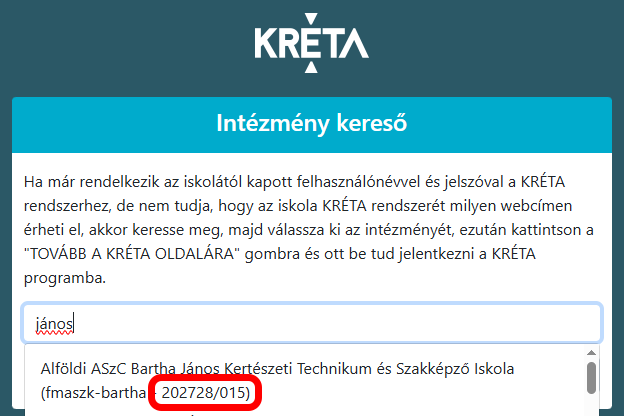 KRÉTA
Intézmény kereső
Ha már rendelkezik az iskolától kapott felhasználónévvel és jelszóval a KRÉTA
rendszerhez, de nem tudja, hogy az iskola KRÉTA rendszerét milyen webcímen
érheti el, akkor keresse meg, majd válassza ki az intézményét, ezután kattintson a
"TOVÁBB A KRÉTA OLDALÁRA" gombra és ott be tud jelentkezni a KRÉTA
programba.
jános
Alföldi ASzC Bartha János Kertészeti Technikum és Szakképző Iskola
(fmaszk-bartha - 202728/015)